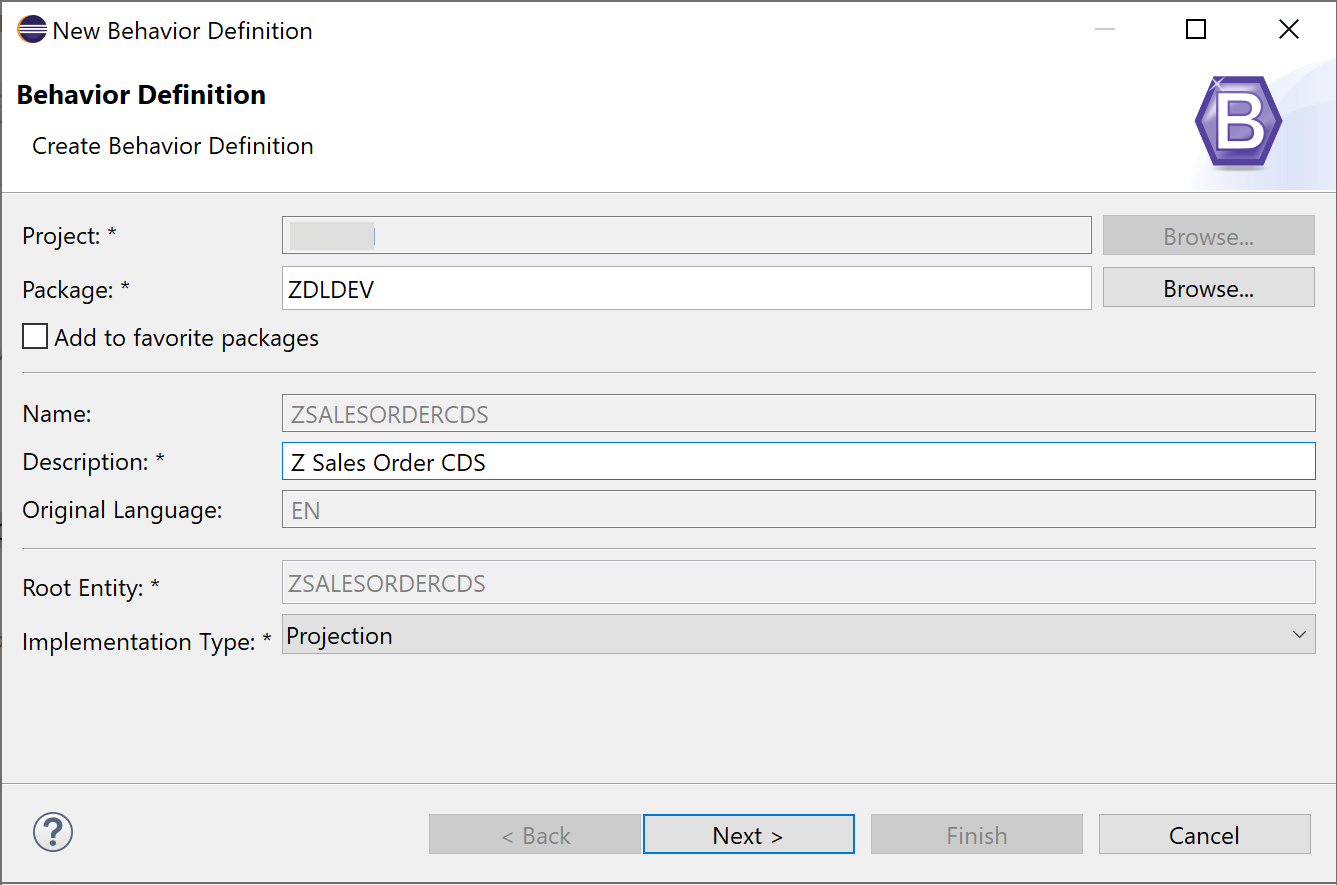 New Behavior Definition
Behavior Definition
Create Behavior Definition
B
Project: * Browse...
Package: * ZDLDEV Browse...
Add to favorite packages
Name: ZSALESORDERCDS
Description: * Z Sales Order CDS
Original Language: EN
Root Entity: * ZSALESORDERCDS
Implementation Type: * Projection
? < Back Next > Finish Cancel